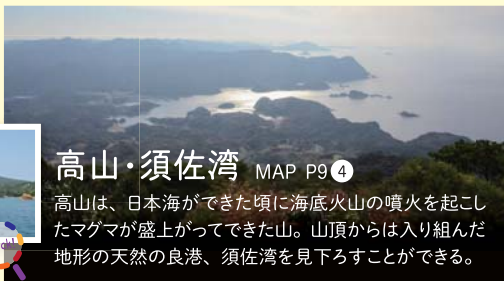 高山・須佐湾 MAP P9 4
高山は、日本海ができた頃に海底火山の噴火を起こし
たマグマが盛上がってできた山。山頂からは入り組んだ
地形の天然の良港、須佐湾を見下ろすことができる。